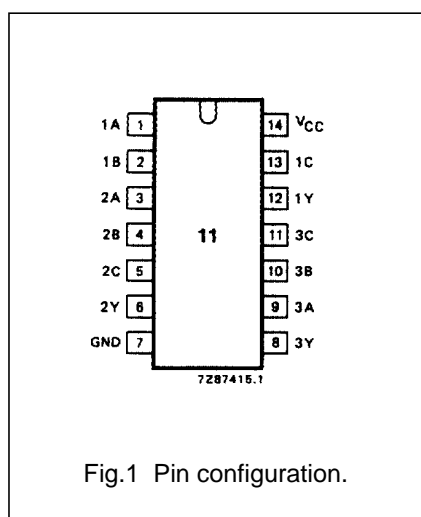 1A 1 14 VCC
1B 2 13 1C
2A 3 12 1Y
2B 4 11 11 3C
2C 5 10 3B
2Y 6 9 3A
GND 7 8 3Y
7Z87415.1
Fig.1 Pin configuration.